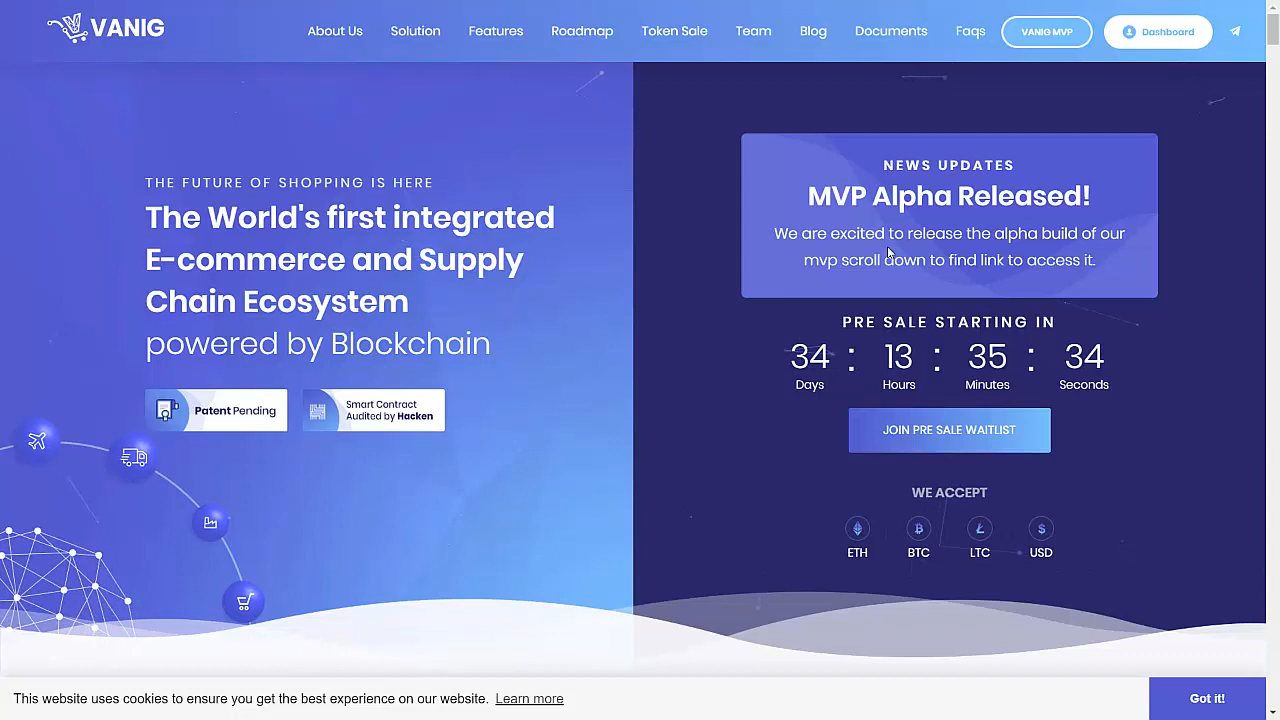 VANIG
About Us
Solution
Features
Roadmap
Token Sale
Team
Blog
Documents
Faqs
VANIG MVP
Dashboard
THE FUTURE OF SHOPPING IS HERE
The World's first integrated
E-commerce and Supply
Chain Ecosystem
powered by Blockchain
Patent Pending
Smart Contract
Audited by Hacken
NEWS UPDATES
MVP Alpha Released!
We are excited to release the alpha build of our
mvp scroll down to find link to access it.
PRE SALE STARTING IN
34 : 13 : 35 : 34
Days Hours Minutes Seconds
JOIN PRE SALE WAITLIST
WE ACCEPT
ETH BTC LTC USD
This website uses cookies to ensure you get the best experience on our website. Learn more
Got it!